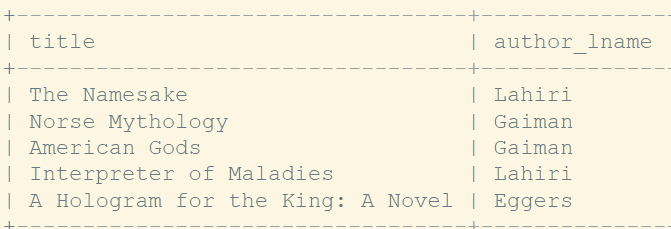 +----------------------------------+--------------
| title                            | author_lname
+----------------------------------+--------------
| The Namesake                     | Lahiri
| Norse Mythology                  | Gaiman
| American Gods                    | Gaiman
| Interpreter of Maladies          | Lahiri
| A Hologram for the King: A Novel | Eggers
+----------------------------------+--------------